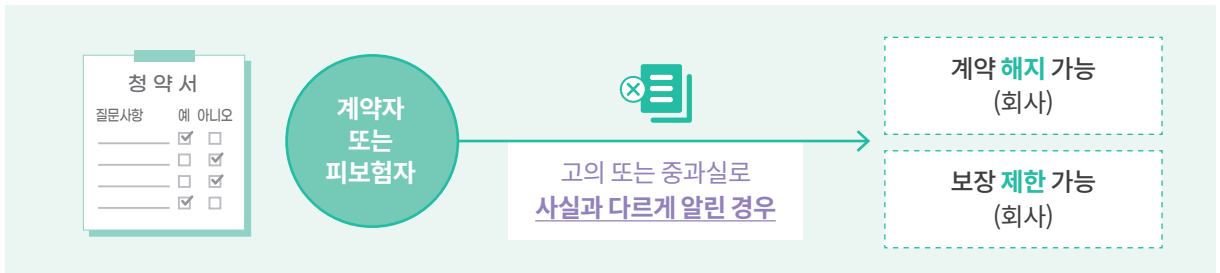 청약서
질문사항 예 아니오
계약자
또는
피보험자
고의 또는 중과실로
사실과 다르게 알린 경우
계약 해지 가능
(회사)
보장 제한 가능
(회사)